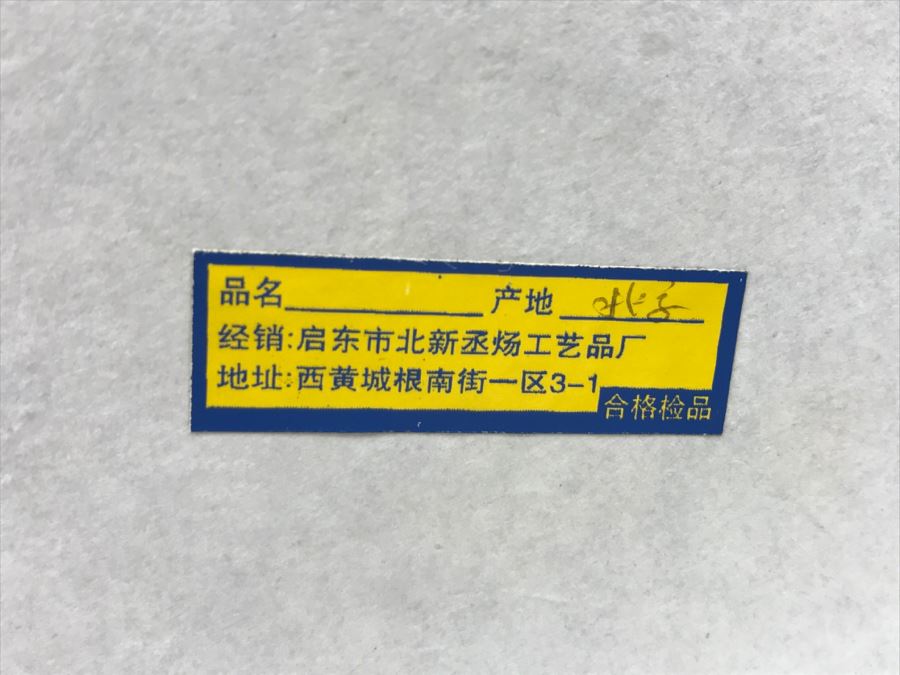 品名 产地 北京
经销:启东市北新丞炀工艺品厂
地址:西黄城根南街一区3-1
合格检品